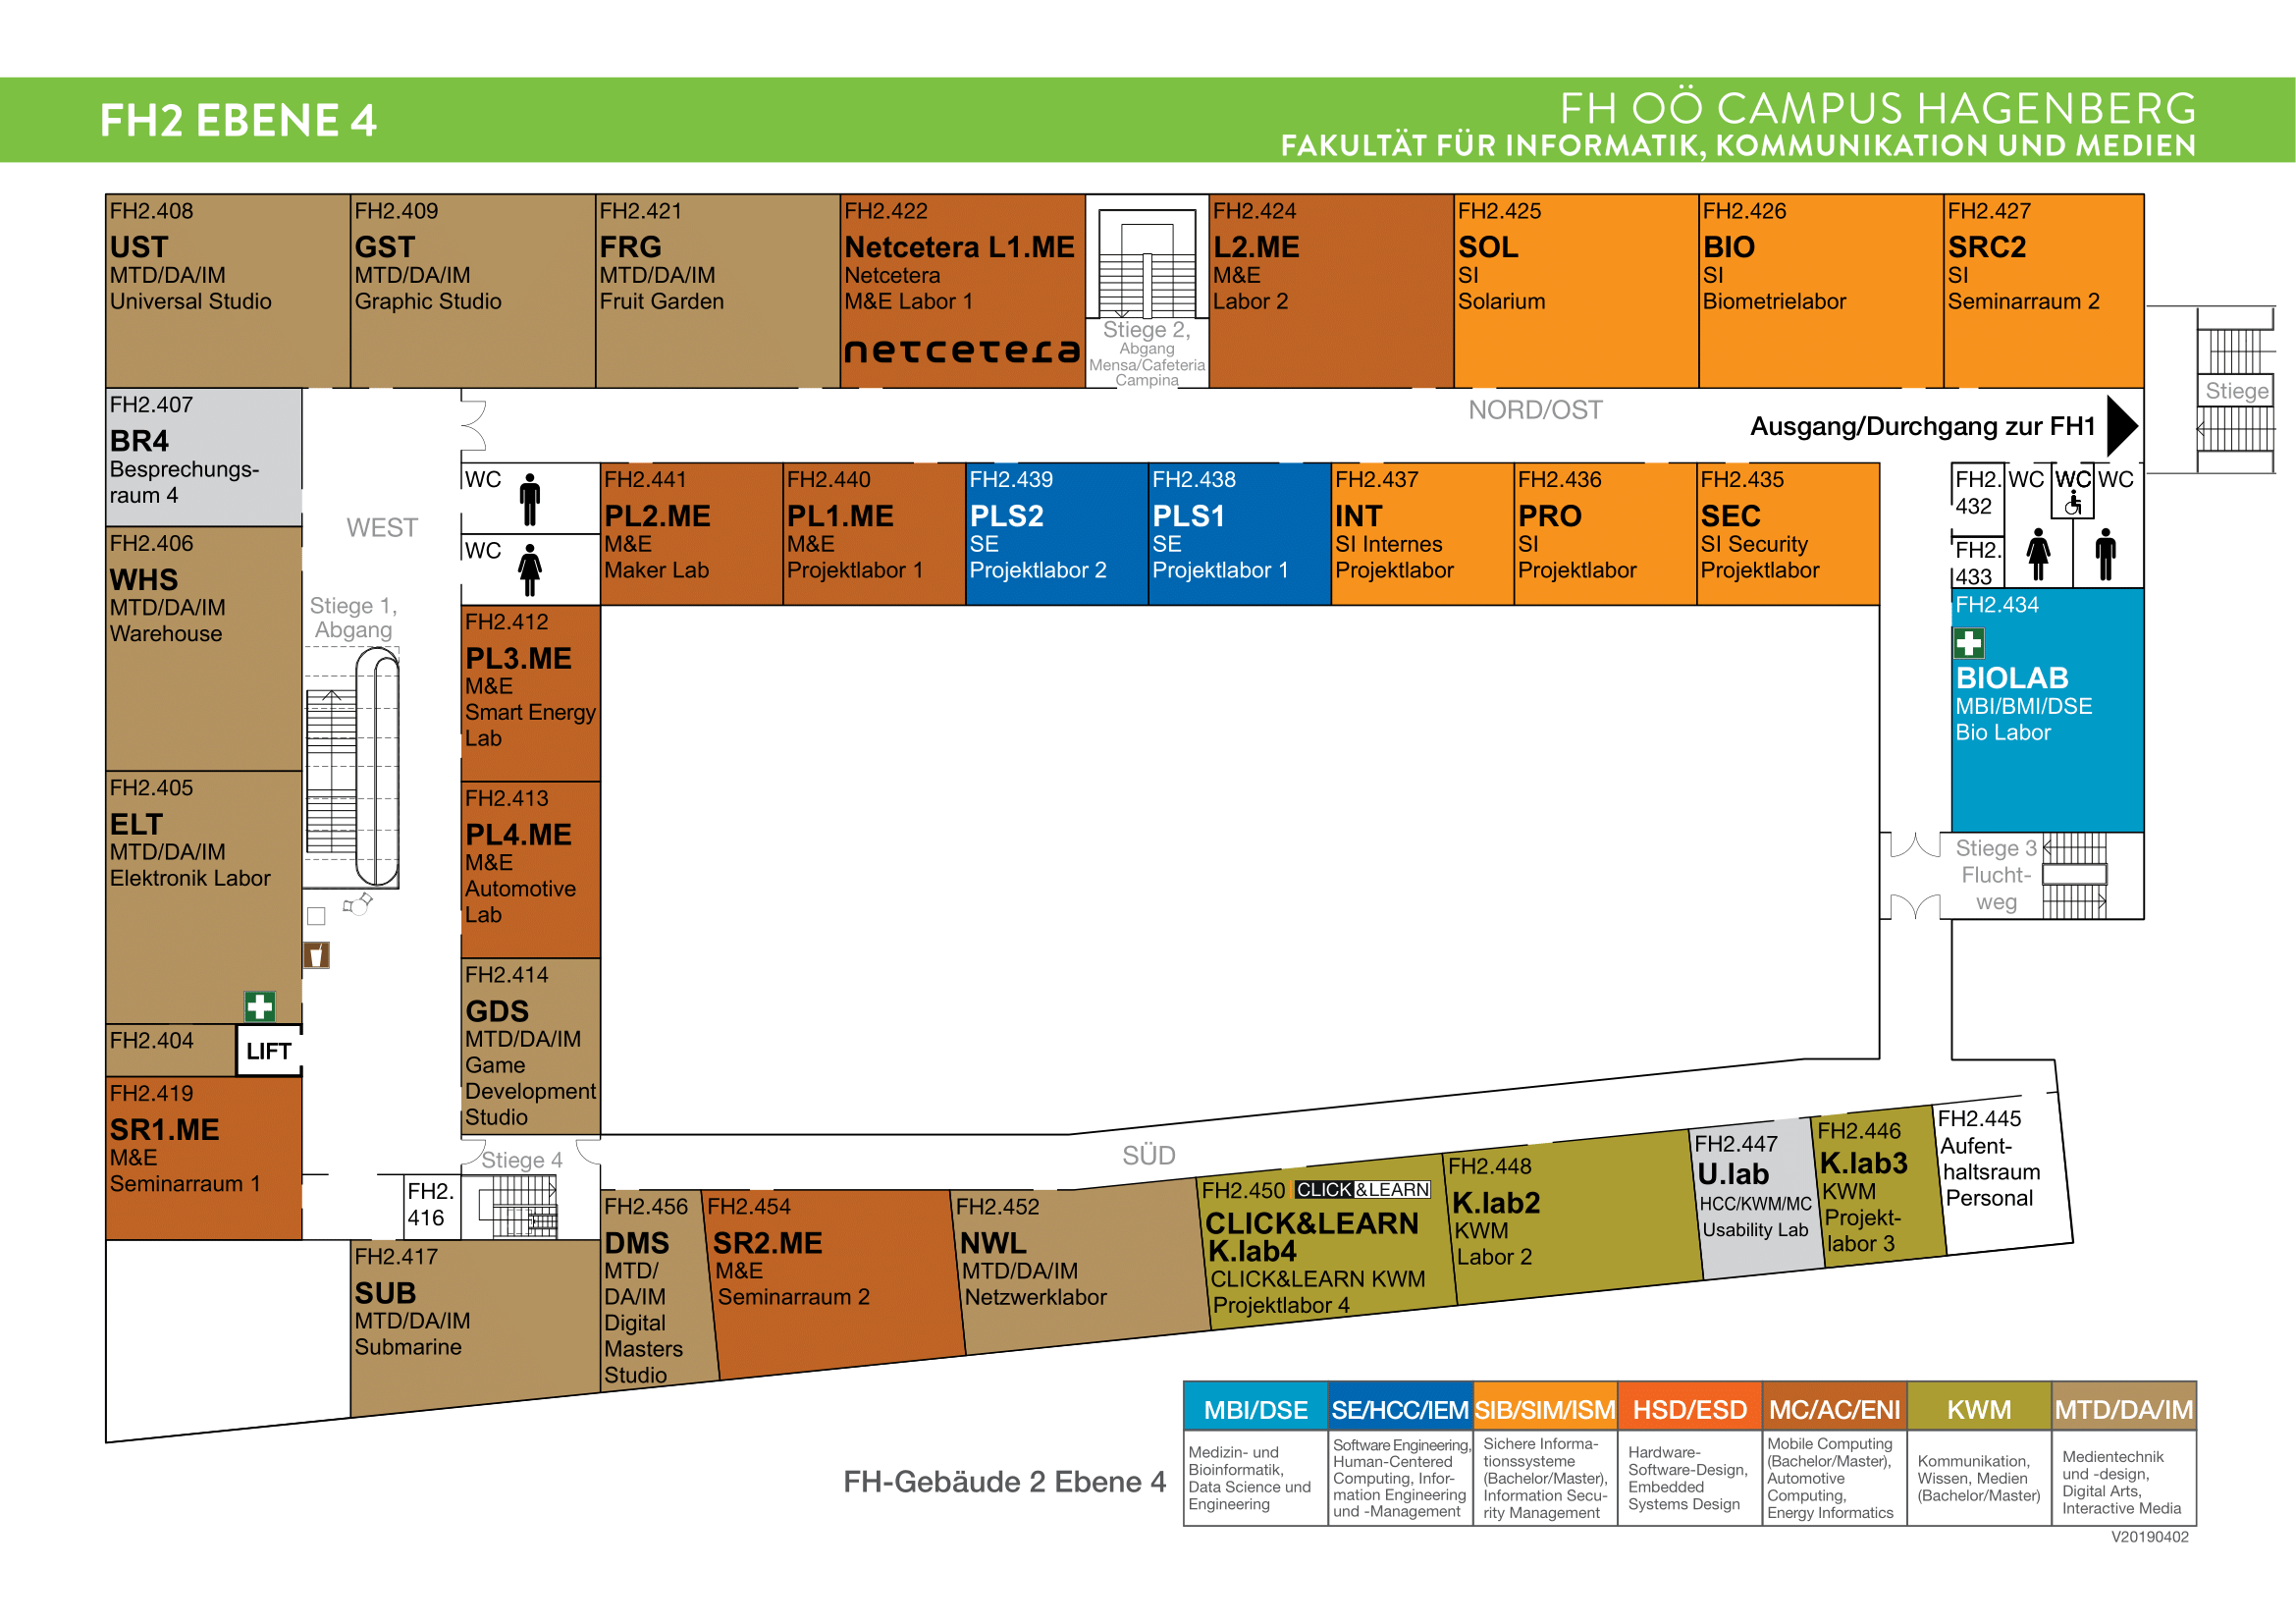 FH2 EBENE 4
FH OÖ CAMPUS HAGENBERG
FAKULTÄT FÜR INFORMATIK, KOMMUNIKATION UND MEDIEN
FH2.408
UST
MTD/DA/IM
Universal Studio
FH2.409
GST
MTD/DA/IM
Graphic Studio
FH2.421
FRG
MTD/DA/IM
Fruit Garden
FH2.422
Netcetera L1.ME
Netcetera
M&E Labor 1
netcetera
Stiege 2,
Abgang
Mensa/Cafeteria
Campina
FH2.424
L2.ME
M&E
Labor 2
FH2.425
SOL
SI
Solarium
FH2.426
BIO
SI
Biometrielabor
FH2.427
SRC2
SI
Seminarraum 2
Stiege
NORD/OST
Ausgang/Durchgang zur FH1
FH2.407
BR4
Besprechungs-
raum 4
WEST
WC
WC
FH2.441
PL2.ME
M&E
Maker Lab
FH2.440
PL1.ME
M&E
Projektlabor 1
FH2.439
PLS2
SE
Projektlabor 2
FH2.438
PLS1
SE
Projektlabor 1
FH2.437
INT
SI Internes
Projektlabor
FH2.436
PRO
SI
Projektlabor
FH2.435
SEC
SI Security
Projektlabor
FH2.
432
WC
WC
WC
FH2.
433
FH2.434
BIOLAB
MBI/BMI/DSE
Bio Labor
FH2.406
WHS
MTD/DA/IM
Warehouse
Stiege 1,
Abgang
FH2.412
PL3.ME
M&E
Smart Energy
Lab
FH2.405
ELT
MTD/DA/IM
Elektronik Labor
FH2.413
PL4.ME
M&E
Automotive
Lab
Stiege 3
Flucht-
weg
FH2.404
LIFT
FH2.414
GDS
MTD/DA/IM
Game
Development
Studio
FH2.419
SR1.ME
M&E
Seminarraum 1
Stiege 4
FH2.
416
SÜD
FH2.417
SUB
MTD/DA/IM
Submarine
FH2.456
DMS
MTD/
DA/IM
Digital
Masters
Studio
FH2.454
SR2.ME
M&E
Seminarraum 2
FH2.452
NWL
MTD/DA/IM
Netzwerklabor
FH2.450 CLICK&LEARN
CLICK&LEARN
K.lab4
CLICK&LEARN KWM
Projektlabor 4
FH2.448
K.lab2
KWM
Labor 2
FH2.447
U.lab
HCC/KWM/MC
Usability Lab
FH2.446
K.lab3
KWM
Projekt-
labor 3
FH2.445
Aufent-
haltsraum
Personal
FH-Gebäude 2 Ebene 4
MBI/DSE
Medizin- und
Bioinformatik,
Data Science und
Engineering
SE/HCC/IEM
Software Engineering,
Human-Centered
Computing, Infor-
mation Engineering
und -Management
SIB/SIM/ISM
Sichere Informa-
tionssysteme
(Bachelor/Master),
Information Secu-
rity Management
HSD/ESD
Hardware-
Software-Design,
Embedded
Systems Design
MC/AC/ENI
Mobile Computing
(Bachelor/Master),
Automotive
Computing,
Energy Informatics
KWM
Kommunikation,
Wissen, Medien
(Bachelor/Master)
MTD/DA/IM
Medientechnik
und -design,
Digital Arts,
Interactive Media
V20190402